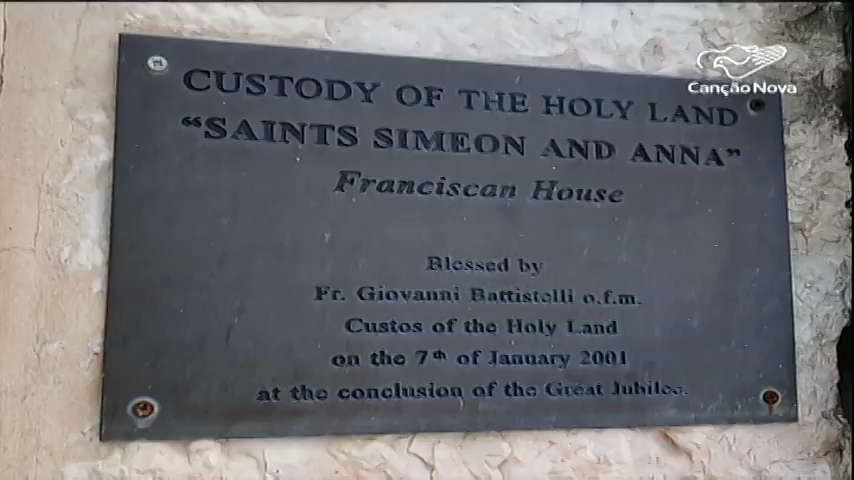 Canção Nova
CUSTODY OF THE HOLY LAND
“SAINTS SIMEON AND ANNA”
Franciscan House
Blessed by
Fr. Giovanni Battistelli o.f.m.
Custos of the Holy Land
on the 7th of January 2001
at the conclusion of the Great Jubilee.